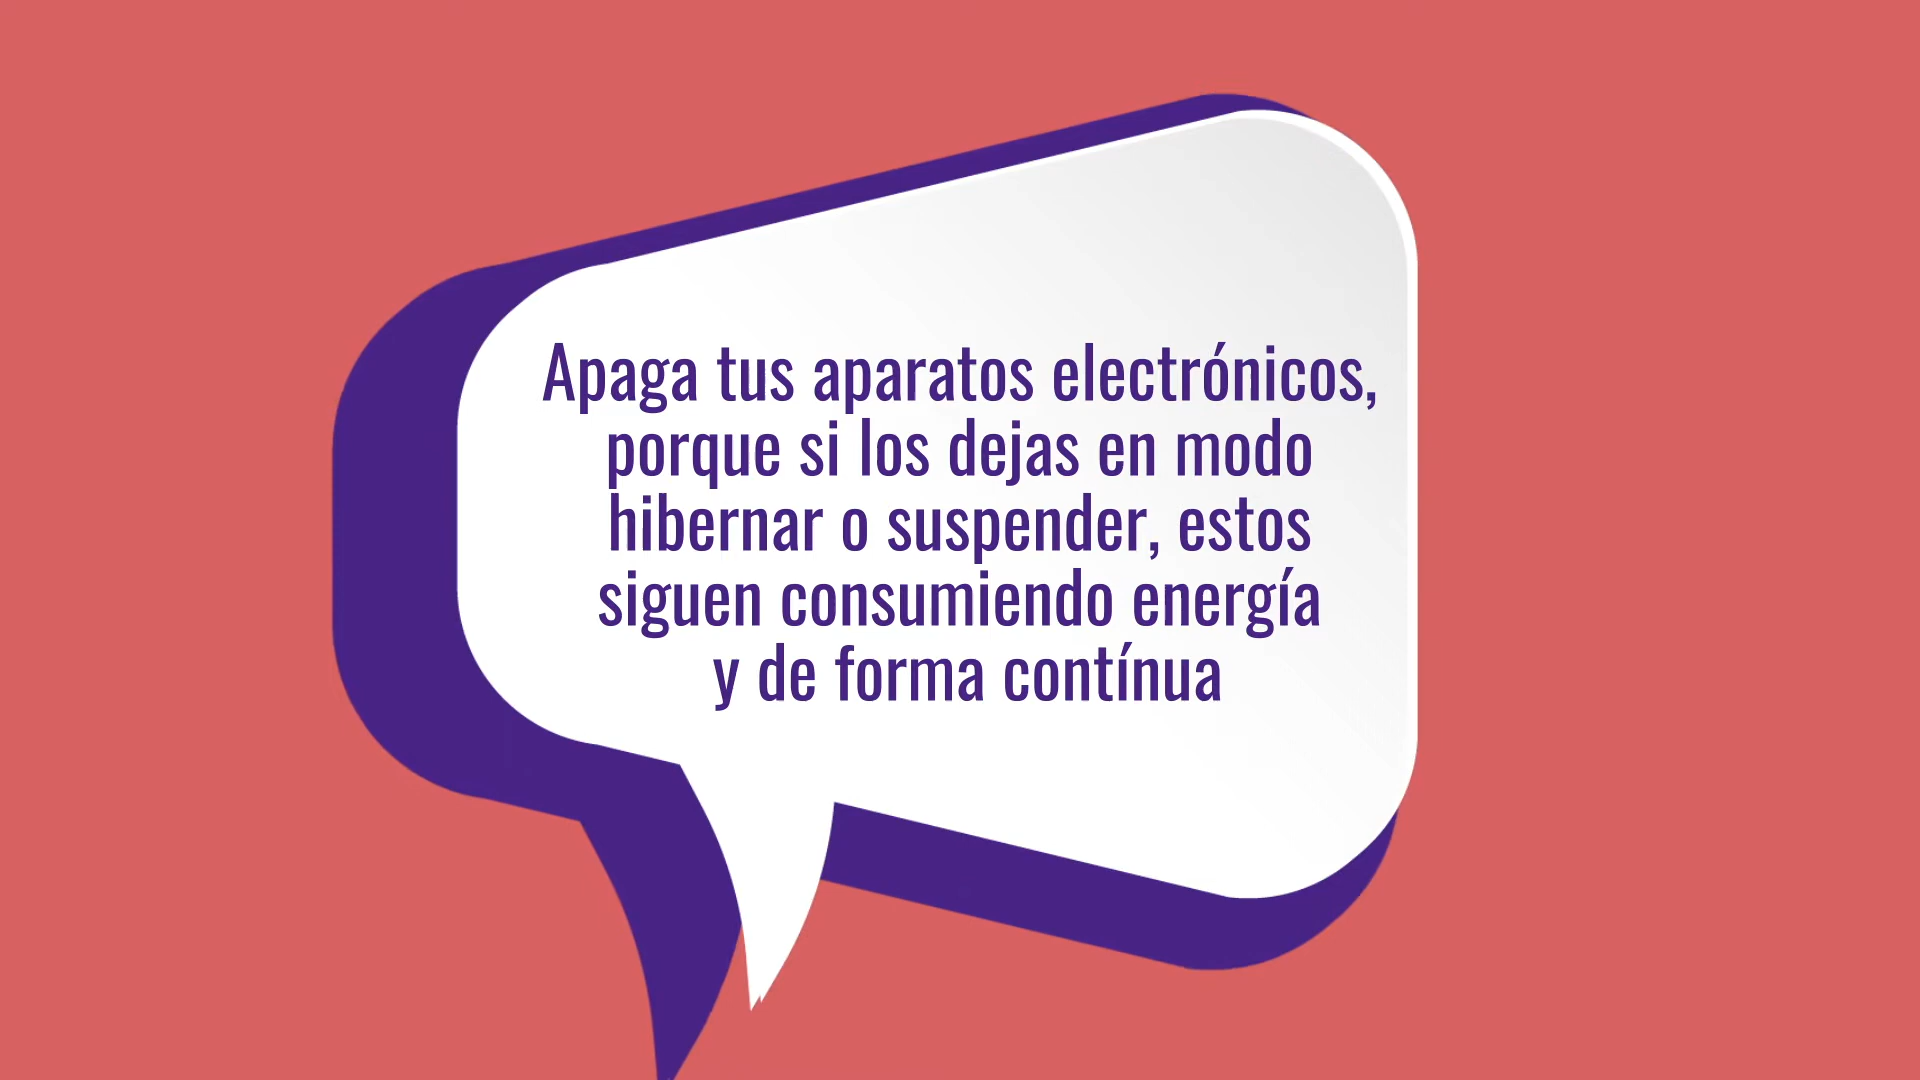 Apaga tus aparatos electrónicos,
porque si los dejas en modo
hibernar o suspender, estos
siguen consumiendo energía
y de forma contínua